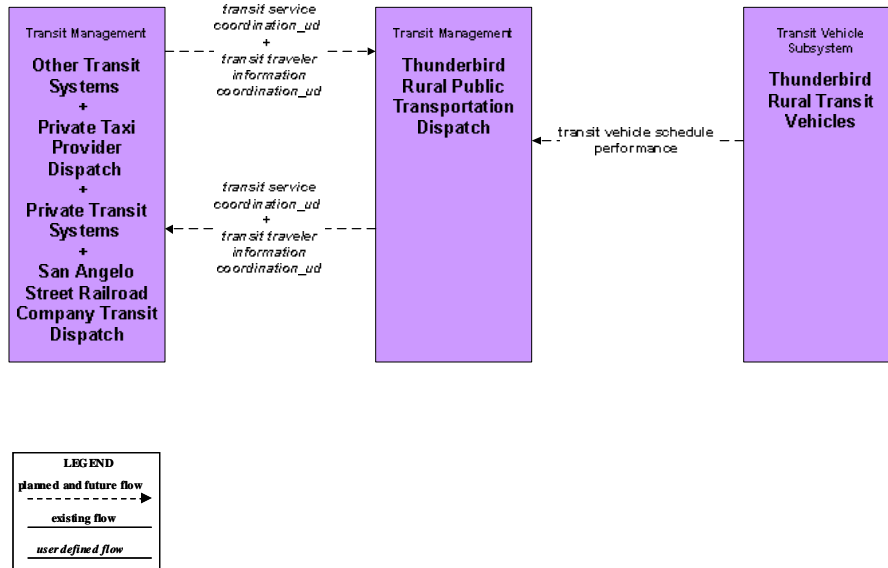 Transit Management
Other Transit
Systems
+
Private Taxi
Provider
Dispatch
+
Private Transit
Systems
+
San Angelo
Street Railroad
Company Transit
Dispatch
transit service
coordination_ud
+
transit traveler
information
coordination_ud
transit service
coordination_ud
+
transit traveler
information
coordination_ud
Transit Management
Thunderbird
Rural Public
Transportation
Dispatch
transit vehicle schedule
performance
Transit Vehicle
Subsystem
Thunderbird
Rural Transit
Vehicles
LEGEND
planned and future flow
existing flow
user defined flow